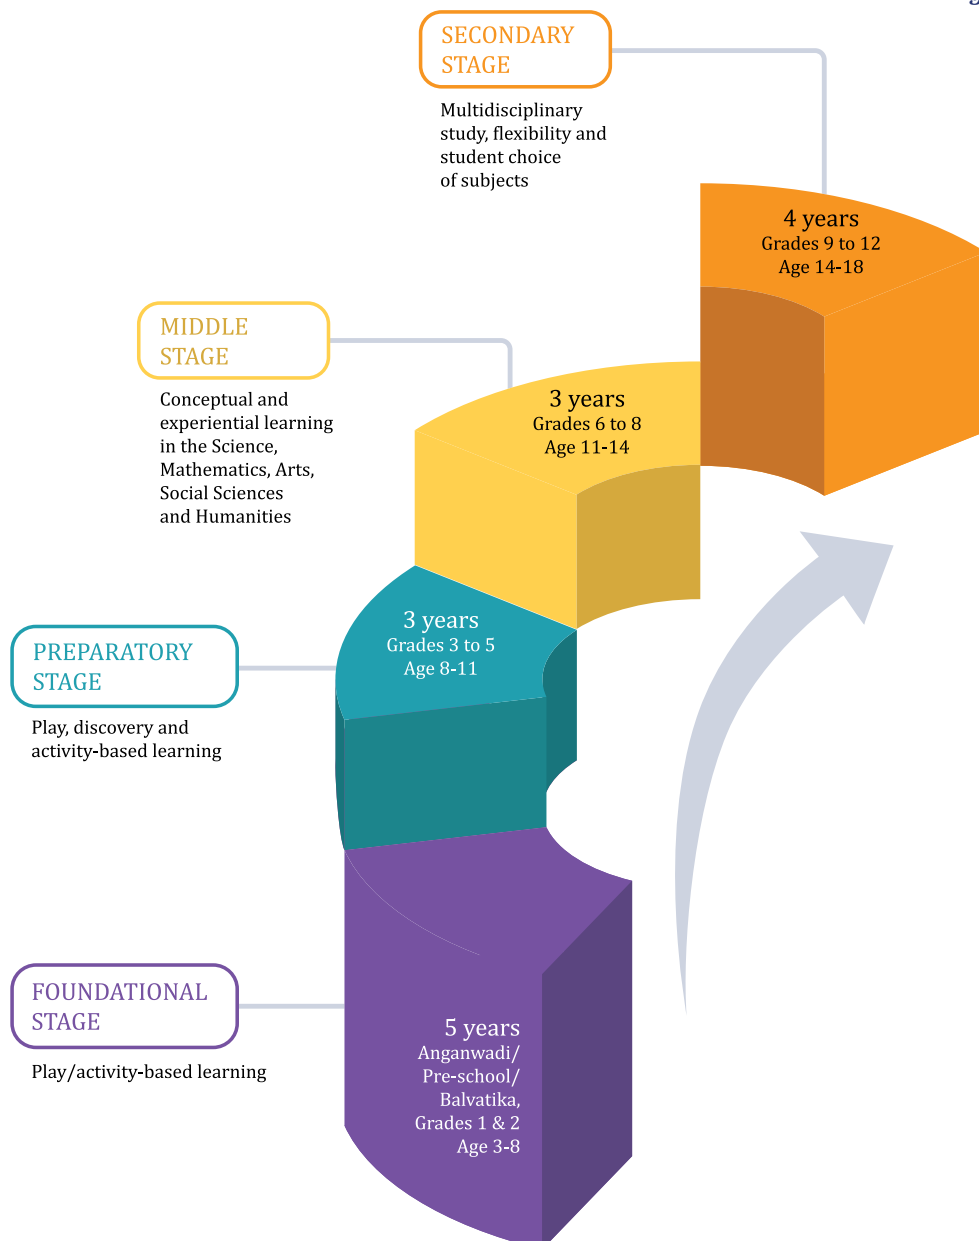 SECONDARY
STAGE
Multidisciplinary
study, flexibility and
student choice
of subjects
4 years
Grades 9 to 12
Age 14-18
MIDDLE
STAGE
Conceptual and
experiential learning
in the Science,
Mathematics, Arts,
Social Sciences
and Humanities
3 years
Grades 6 to 8
Age 11-14
PREPARATORY
STAGE
Play, discovery and
activity-based learning
3 years
Grades 3 to 5
Age 8-11
FOUNDATIONAL
STAGE
Play/activity-based learning
5 years
Anganwadi/
Pre-school/
Balvatika,
Grades 1 & 2
Age 3-8